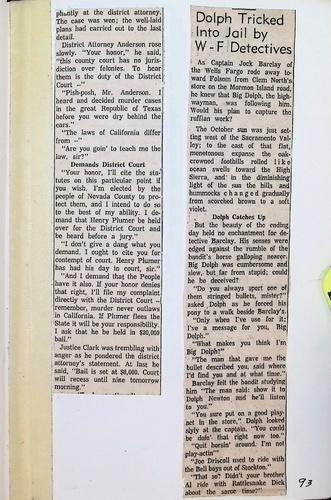 phantly at the district attorney.
The case was won; the well-laid
plans had carried out to the last
detail.
District Attorney Anderson rose
slowly. "Your honor," he said,
"this county court has no juris-
diction over felonies. To hear
them is the duty of the District
Court —"
"Pish-posh, Mr. Anderson. I
heard and decided murder cases
in the great Republic of Texas
before you were dry behind the
ears."
"The laws of California differ
from —"
"Are you goin' to teach me the
law, sir?"
Demands District Court
"Your honor, I'll cite the sta-
tutes on this particular point if
you wish. I'm elected by the
people of Nevada County to pro-
tect them, and I intend to do so
to the best of my ability. I de-
mand that Henry Plumer be held
over for the District Court and
be heard before a jury."
"I don't give a dang what you
demand. I ought to cite you for
contempt of court. Henry Plumer
has had his day in court, sir."
"And I demand that the People
have it also. If your honor denies
that right, I'll file my complaint
directly with the District Court —
remember, murder never outlaws
in California. If Plumer flees the
State it will be your responsibility.
I ask that he be held in $20,000
bail."
Justice Clark was trembling with
anger as he pondered the district
attorney's statement. At last he
said, "Bail is set at $8,000. Court
will recess until nine tomorrow
morning."
Dolph Tricked
Into Jail by
W-F Detectives
As Captain Jock Barclay of
the Wells Fargo rode away to-
ward Folsom from Clem North's
store on the Mormon Island road,
he knew that Big Dolph, the high-
wayman, was following him.
Would his plan to capture the
ruffian work?
The October sun was just set-
ting west of the Sacramento Val-
ley; to the east of that flat,
monotonous expanse the oak-
crowned foothills rolled like
ocean swells toward the High
Sierra, and in the diminishing
light of the sun the hills and
hummocks changed gradually
from scorched brown to a soft
violet.
Dolph Catches Up
But the beauty of the ending
day held no enchantment for de-
tective Barclay. His senses were
edged against the rumble of the
bandit's horse galloping nearer.
Big Dolph was cumbersome and
slow, but far from stupid; could
he be deceived?
"Do you always sport one of
them stringed bullets, mister?"
asked Dolph as he forced his
pony to a walk beside Barclay's.
"Only when I've use for it;
I've a message for you, Big
Dolph."
"What makes you think I'm
Big Dolph?"
"The man that gave me the
bullet described you, said where
I'd find you and at what time."
Barclay felt the bandit studying
him "The man said: show it to
Dolph Newton and he'll listen
to you."
"You sure put on a good play-
act in the store," Dolph looked
slyly at the captain, "You could
be doin' that right now too."
"Quit horsin' around. I'm not
play-actin'"
"Joe Driscoll used to ride with
the Bell boys out of Stockton."
"That so? Didn't your brother
Al ride with Rattlesnake Dick
about the same time?"
93